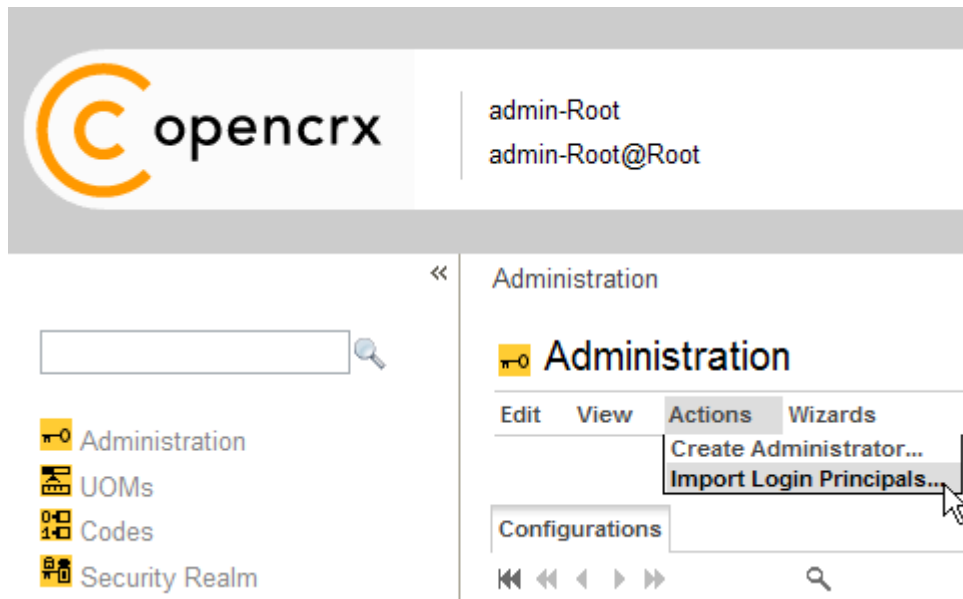 opencrx
admin-Root
admin-Root@Root
Administration
UOMs
Codes
Security Realm
Administration
Administration
Edit View Actions Wizards
Create Administrator...
Import Login Principals...
Configurations